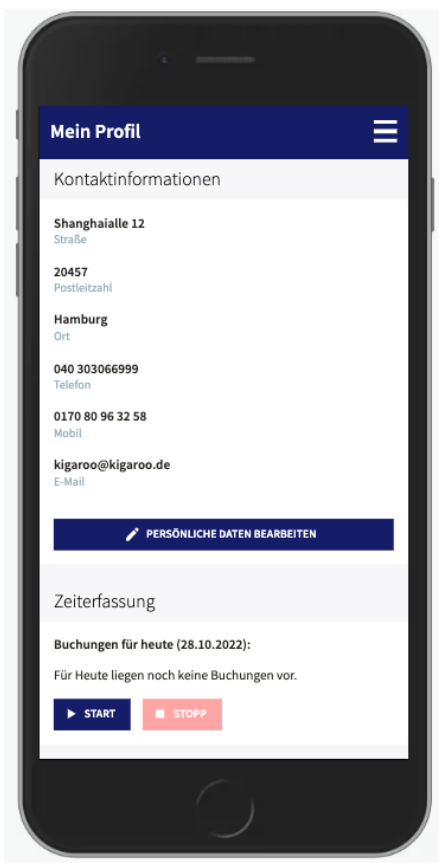 Mein Profil
Kontaktinformationen
Shanghaialle 12
Straße
20457
Postleitzahl
Hamburg
Ort
040 303066999
Telefon
0170 80 96 32 58
Mobil
kigaroo@kigaroo.de
E-Mail
PERSÖNLICHE DATEN BEARBEITEN
Zeiterfassung
Buchungen für heute (28.10.2022):
Für Heute liegen noch keine Buchungen vor.
START STOPP